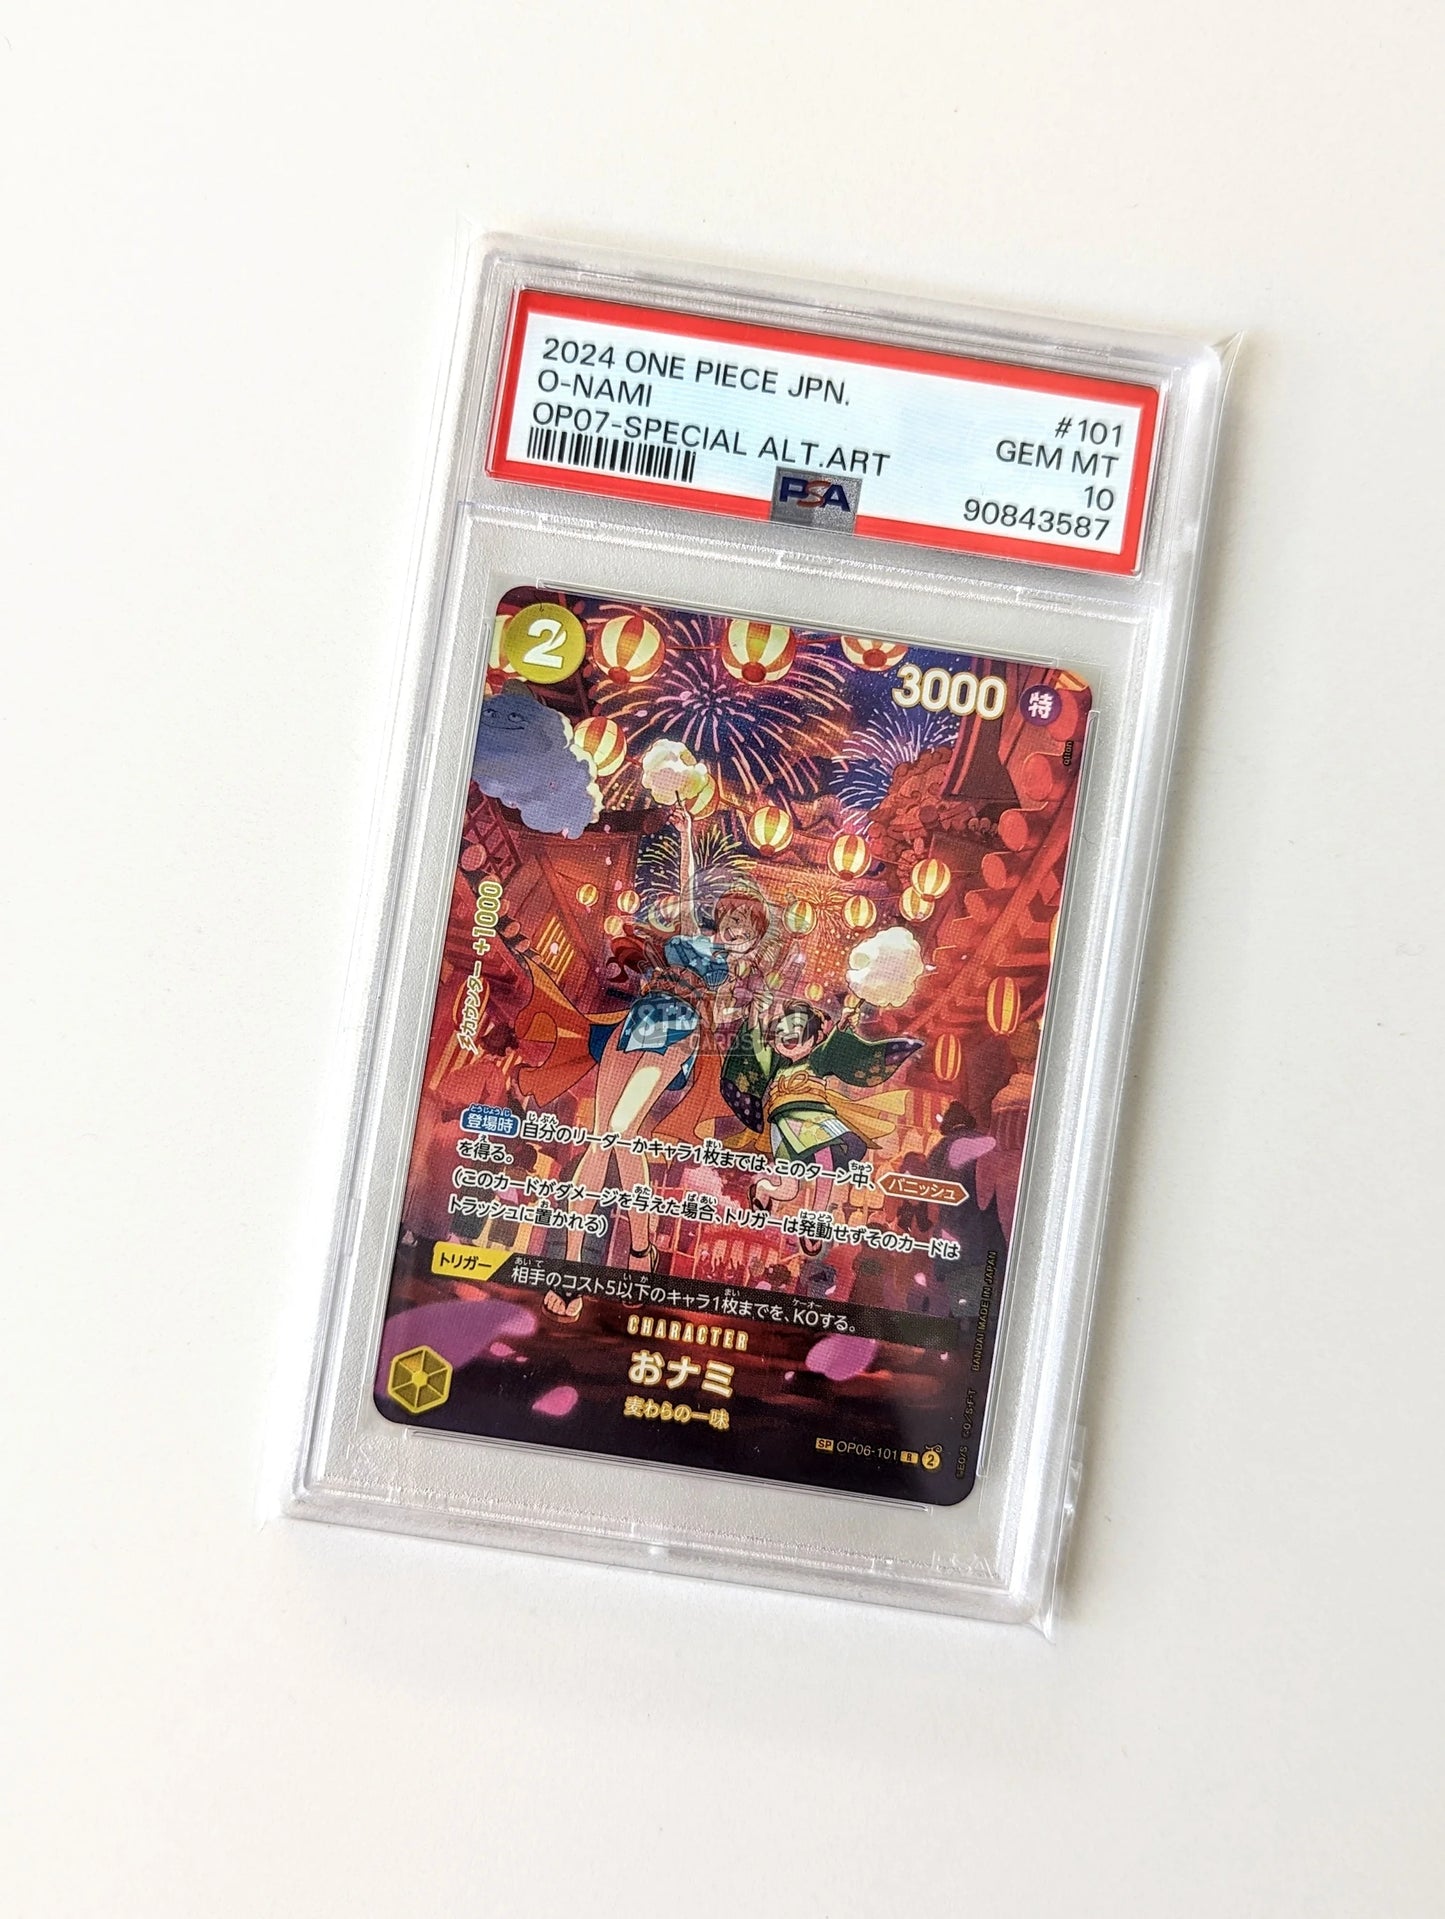 2024 ONE PIECE JPN.
#101
O-NAMI
GEM MT
OP07-SPECIAL ALT.ART
10
PSA
90843587
2
3000
特
カウンター +1000
STRAW HAT
CARDS
登場時 自分のリーダーかキャラ1枚までは、このターン中、バニッシュ
を得る。
(このカードがダメージを与えた場合、トリガーは発動せずそのカードは
トラッシュに置かれる)
トリガー 相手のコスト5以下のキャラ1枚までを、KOする。
CHARACTER
おナミ
麦わらの一味
SP OP06-101 R 2
BANDAI MADE IN JAPAN